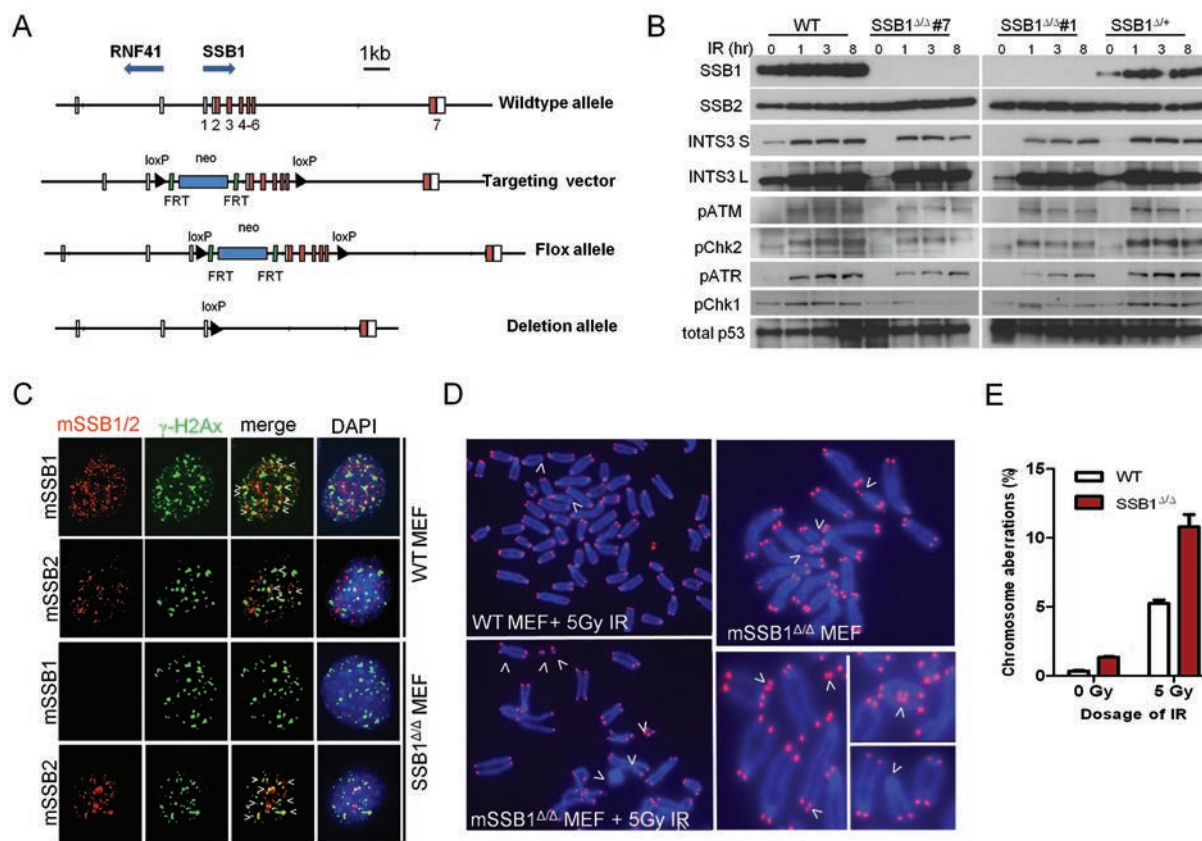 A
RNF41 SSB1 1kb
Wildtype allele
1 2 3 4-6 7
loxP neo loxP
Targeting vector
FRT FRT
neo
loxP loxP
Flox allele
FRT FRT
loxP
Deletion allele
B
WT SSB1Δ/Δ#7 SSB1Δ/Δ#1 SSB1Δ/+
IR (hr) 0 1 3 8 0 1 3 8 0 1 3 8 0 1 3 8
SSB1
SSB2
INTS3 S
INTS3 L
pATM
pChk2
pATR
pChk1
total p53
C
mSSB1/2 γ-H2Ax merge DAPI
mSSB1
mSSB2
WT MEF
mSSB1
mSSB2
SSB1Δ/Δ MEF
D
WT MEF+ 5Gy IR
mSSB1Δ/Δ MEF
mSSB1Δ/Δ MEF + 5Gy IR
E
Chromosome aberrations (%)
15
10
5
0
WT
SSB1Δ/Δ
0 Gy 5 Gy
Dosage of IR